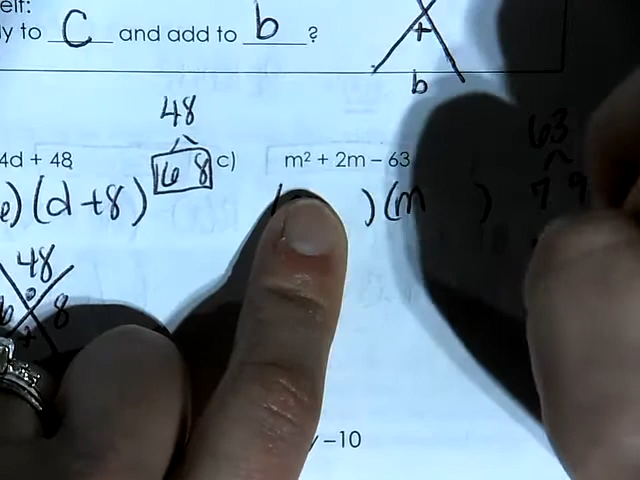 elf:
ly to C and add to b ?
+
b
48
4d + 48
6 8
c)
m² + 2m – 63
63
7 9
) (d + 8)
( ) (m )
48
8
+
–10